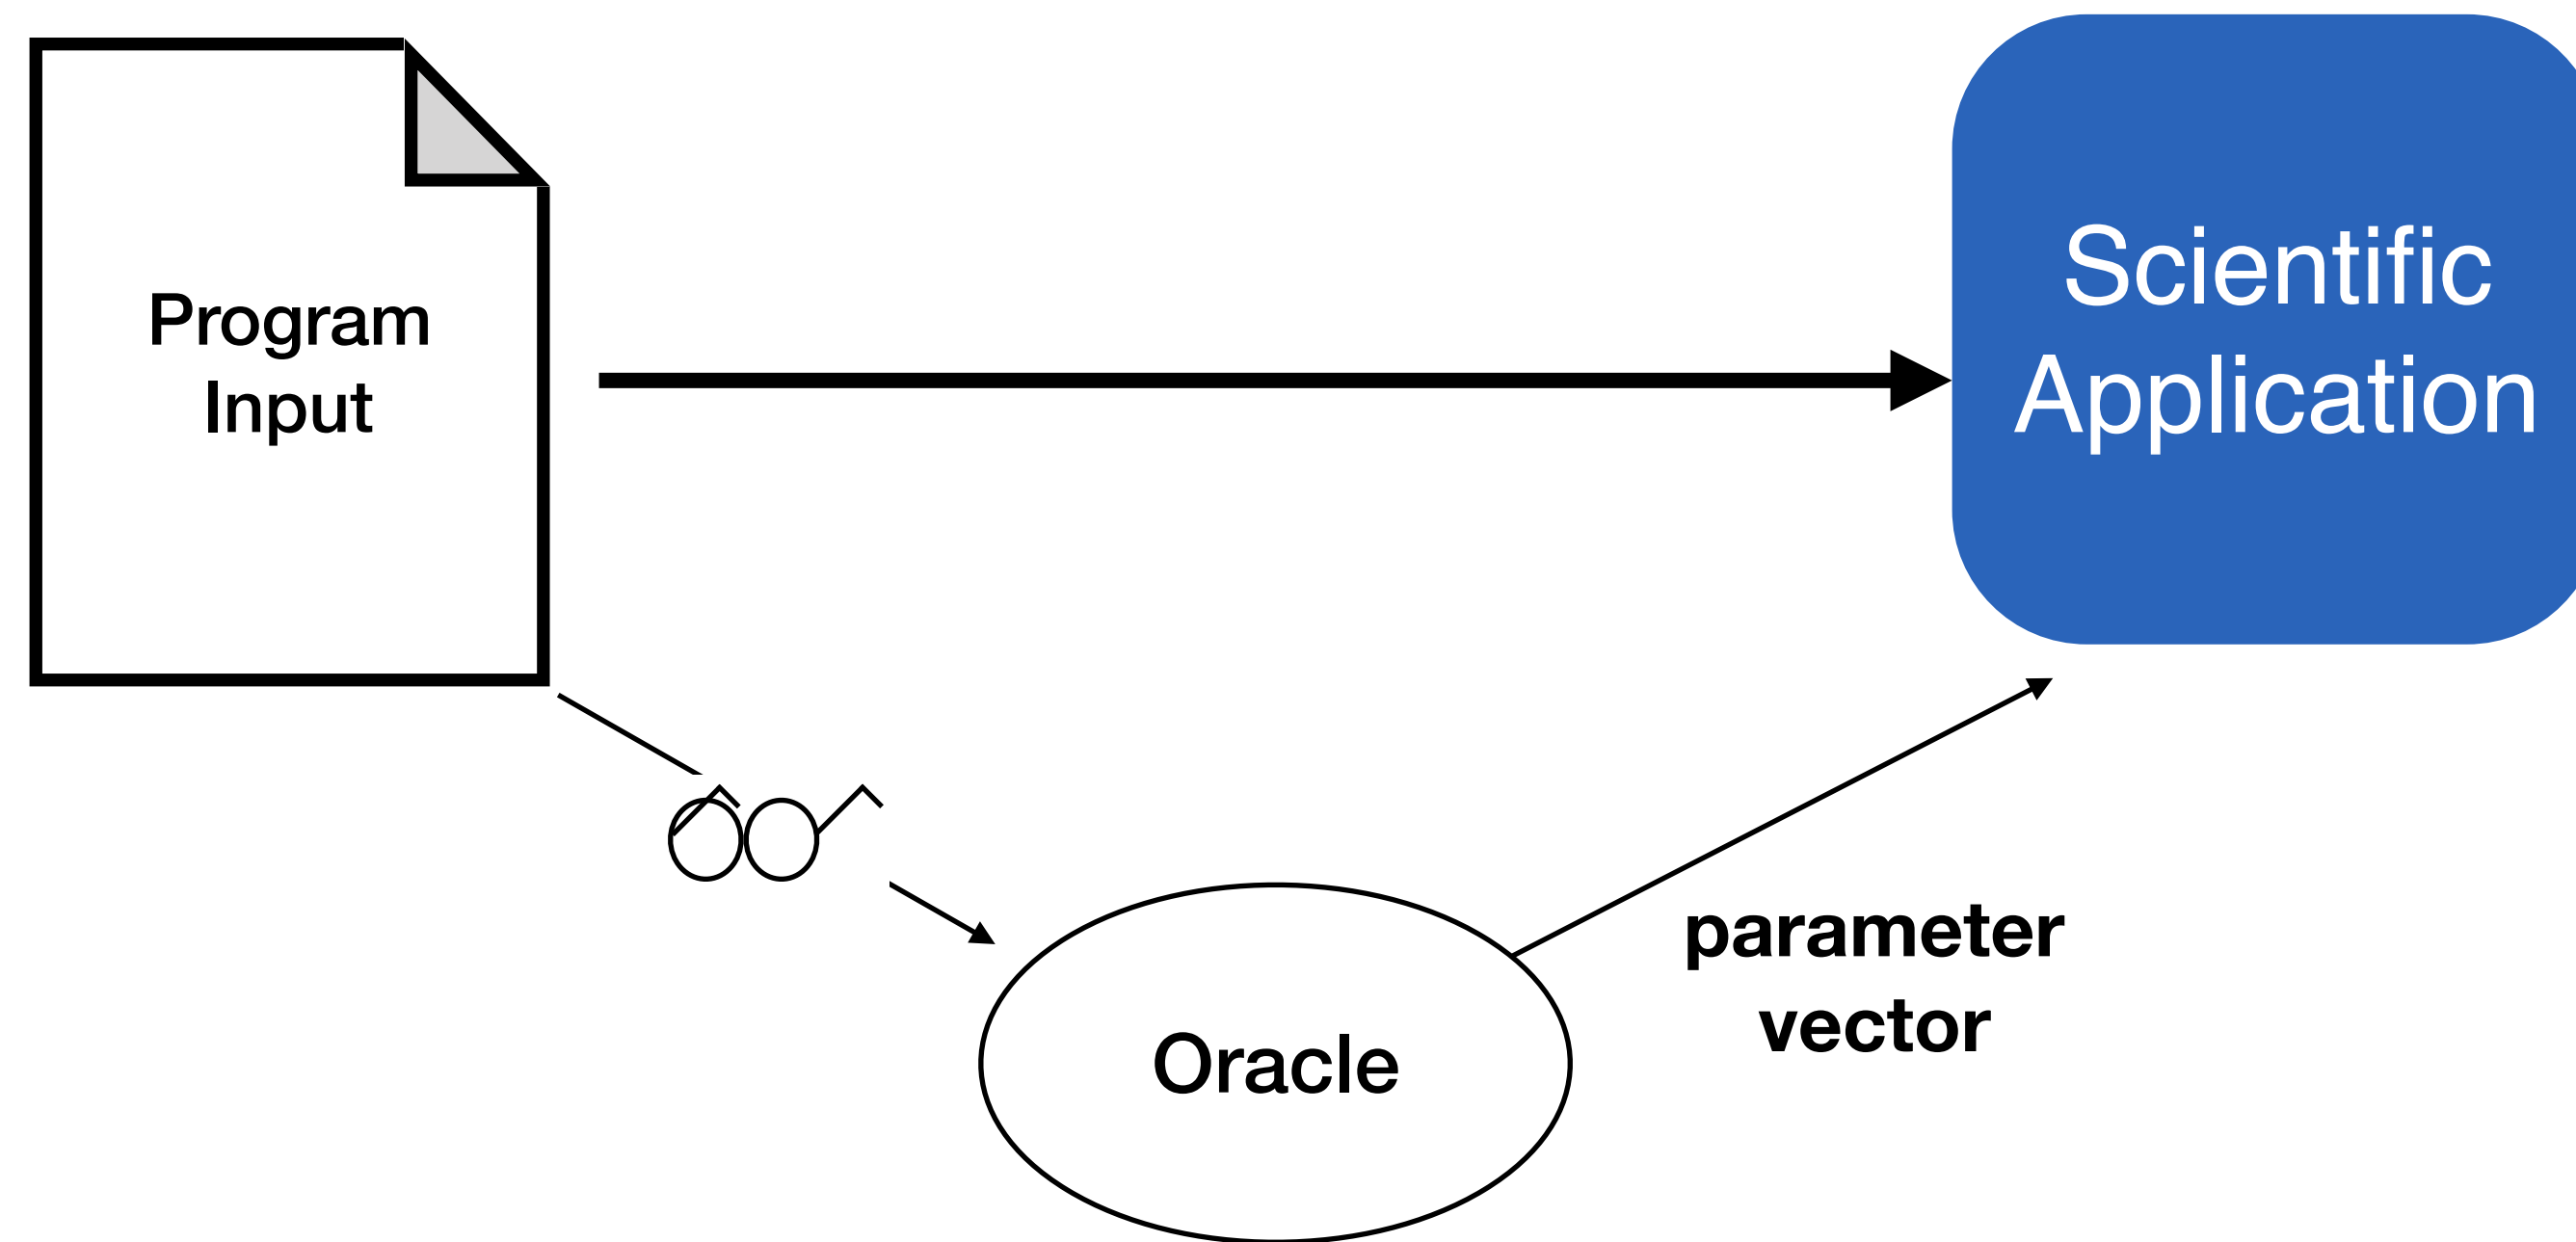 Program
Input
Scientific
Application
Oracle
parameter
vector